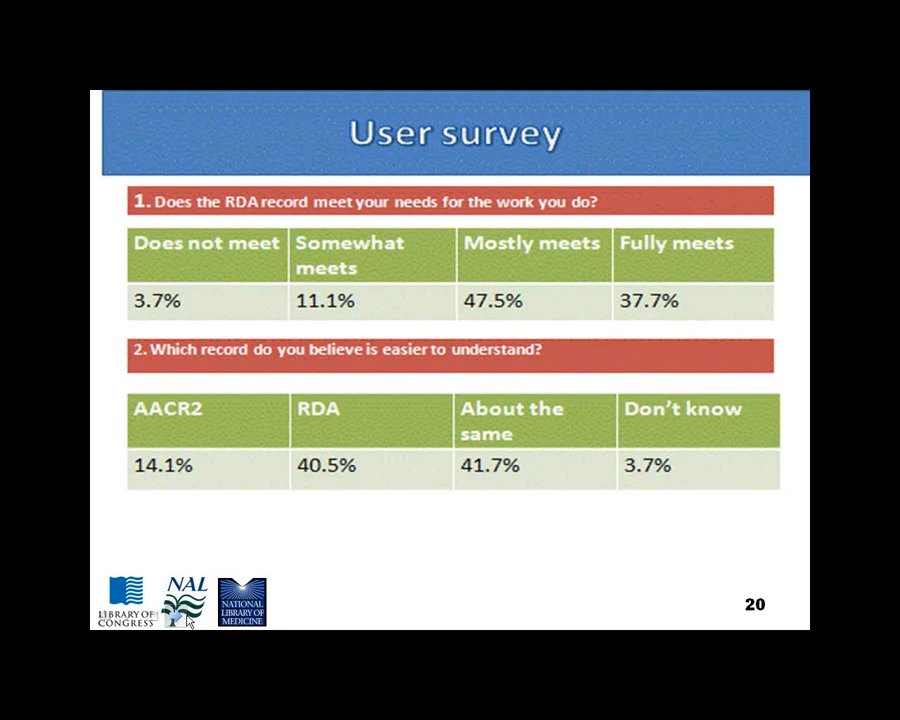 User survey
1. Does the RDA record meet your needs for the work you do?
Does not meet Somewhat meets Mostly meets Fully meets
3.7% 11.1% 47.5% 37.7%
2. Which record do you believe is easier to understand?
AACR2 RDA About the same Don't know
14.1% 40.5% 41.7% 3.7%
LIBRARY OF
CONGRESS
NAL
NATIONAL
LIBRARY OF
MEDICINE
20